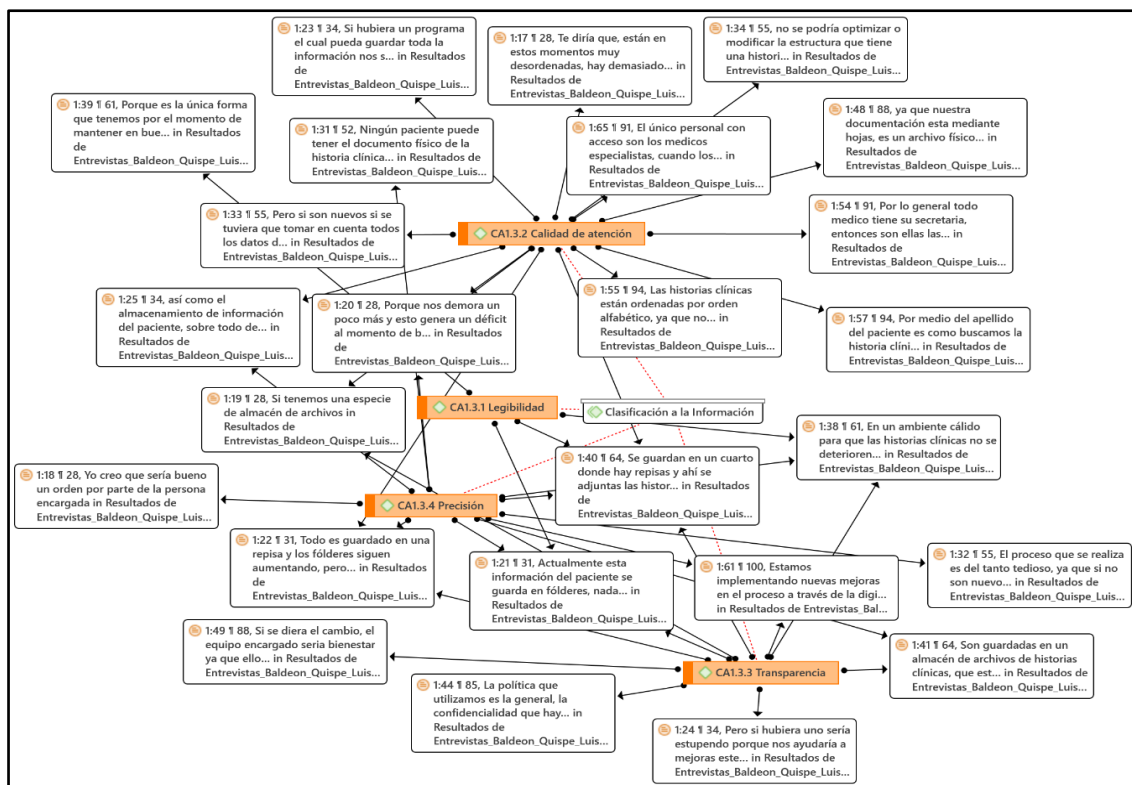 1:23 ¶ 34, Si hubiera un programa
el cual pueda guardar toda la
información nos s... in Resultados
de
Entrevistas_Baldeon_Quispe_Luis...
1:17 ¶ 28, Te diría que, están en
estos momentos muy
desordenadas, hay demasiado... in
Resultados de
Entrevistas_Baldeon_Quispe_Luis...
1:34 ¶ 55, no se podría optimizar o
modificar la estructura que tiene
una histori... in Resultados de
Entrevistas_Baldeon_Quispe_Luis...
1:39 ¶ 61, Porque es la única forma
que tenemos por el momento de
mantener en bue... in Resultados
de
Entrevistas_Baldeon_Quispe_Luis...
1:31 ¶ 52, Ningún paciente puede
tener el documento físico de la
historia clínica... in Resultados de
Entrevistas_Baldeon_Quispe_Luis...
1:65 ¶ 91, El único personal con
acceso son los medicos
especialistas, cuando los... in
Resultados de
Entrevistas_Baldeon_Quispe_Luis...
1:48 ¶ 88, ya que nuestra
documentación esta mediante
hojas, es un archivo físico... in
Resultados de
Entrevistas_Baldeon_Quispe_Luis...
1:33 ¶ 55, Pero si son nuevos si se
tuviera que tomar en cuenta todos
los datos d... in Resultados de
Entrevistas_Baldeon_Quispe_Luis...
CA1.3.2 Calidad de atención
1:54 ¶ 91, Por lo general todo
medico tiene su secretaria,
entonces son ellas las... in
Resultados de
Entrevistas_Baldeon_Quispe_Luis...
1:25 ¶ 34, así como el
almacenamiento de información
del paciente, sobre todo de... in
Resultados de
Entrevistas_Baldeon_Quispe_Luis...
1:20 ¶ 28, Porque nos demora un
poco más y esto genera un déficit
al momento de b... in Resultados
de
Entrevistas_Baldeon_Quispe_Luis...
1:55 ¶ 94, Las historias clínicas
están ordenadas por orden
alfabético, ya que no... in
Resultados de
Entrevistas_Baldeon_Quispe_Luis...
1:57 ¶ 94, Por medio del apellido
del paciente es como buscamos la
historia clíni... in Resultados de
Entrevistas_Baldeon_Quispe_Luis...
1:19 ¶ 28, Si tenemos una especie
de almacén de archivos in
Resultados de
Entrevistas_Baldeon_Quispe_Luis...
CA1.3.1 Legibilidad
Clasificación a la Información
1:38 ¶ 61, En un ambiente cálido
para que las historias clínicas no se
deterioren... in Resultados de
Entrevistas_Baldeon_Quispe_Luis...
1:40 ¶ 64, Se guardan en un cuarto
donde hay repisas y ahí se
adjuntas las histor... in Resultados
de
Entrevistas_Baldeon_Quispe_Luis...
1:18 ¶ 28, Yo creo que sería bueno
un orden por parte de la persona
encargada in Resultados de
Entrevistas_Baldeon_Quispe_Luis...
CA1.3.4 Precisión
1:22 ¶ 31, Todo es guardado en una
repisa y los fólderes siguen
aumentando, pero... in Resultados
de
Entrevistas_Baldeon_Quispe_Luis...
1:21 ¶ 31, Actualmente esta
información del paciente se
guarda en fólderes, nada... in
Resultados de
Entrevistas_Baldeon_Quispe_Luis...
1:61 ¶ 100, Estamos
implementando nuevas mejoras
en el proceso a través de la digi...
in Resultados de Entrevistas_Bal...
1:32 ¶ 55, El proceso que se realiza
es del tanto tedioso, ya que si no
son nuevo... in Resultados de
Entrevistas_Baldeon_Quispe_Luis...
1:49 ¶ 88, Si se diera el cambio, el
equipo encargado seria bienestar
ya que ello... in Resultados de
Entrevistas_Baldeon_Quispe_Luis...
CA1.3.3 Transparencia
1:41 ¶ 64, Son guardadas en un
almacén de archivos de historias
clínicas, que est... in Resultados de
Entrevistas_Baldeon_Quispe_Luis...
1:44 ¶ 85, La política que
utilizamos es la general, la
confidencialidad que hay... in
Resultados de
Entrevistas_Baldeon_Quispe_Luis...
1:24 ¶ 34, Pero si hubiera uno sería
estupendo porque nos ayudaría a
mejoras este... in Resultados de
Entrevistas_Baldeon_Quispe_Luis...